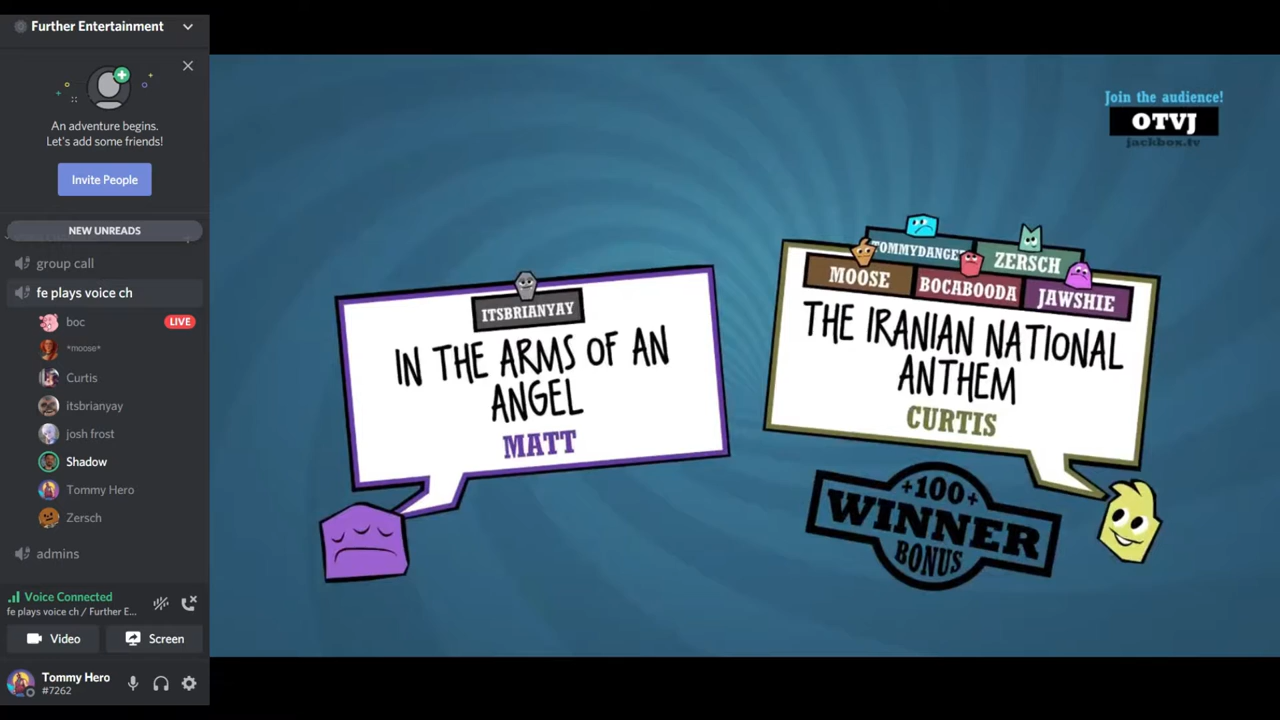 Further Entertainment
An adventure begins.
Let's add some friends!
Invite People
NEW UNREADS
group call
fe plays voice ch
boc
LIVE
*moose*
Curtis
itsbrianyay
josh frost
Shadow
Tommy Hero
Zersch
admins
Voice Connected
fe plays voice ch / Further E...
Video
Screen
Tommy Hero
#7262
Join the audience!
OTVJ
jackbox.tv
ITSBRIANYAY
IN THE ARMS OF AN
ANGEL
MATT
TOMMYDANGE
ZERSCH
MOOSE
BOCABOODA
JAWSHIE
THE IRANIAN NATIONAL
ANTHEM
CURTIS
+100+
WINNER
BONUS